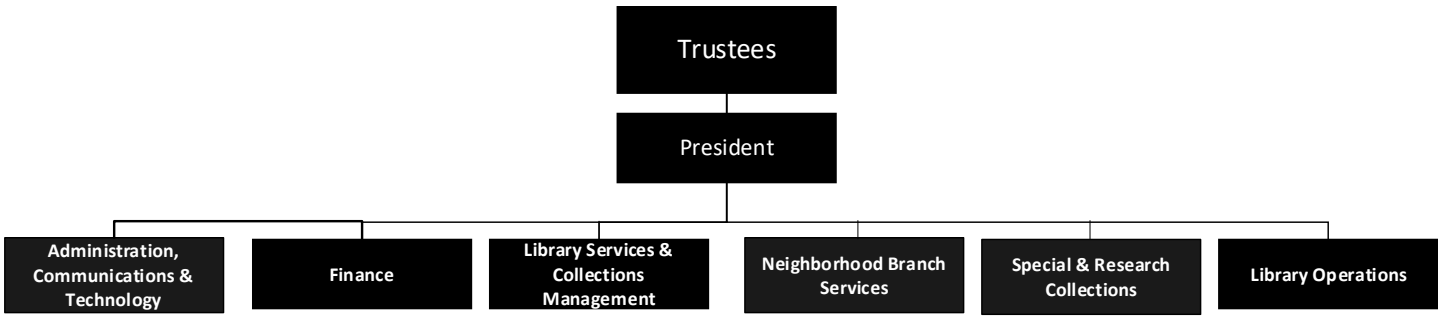 Trustees
President
Administration,
Communications &
Technology
Finance
Library Services &
Collections
Management
Neighborhood Branch
Services
Special & Research
Collections
Library Operations